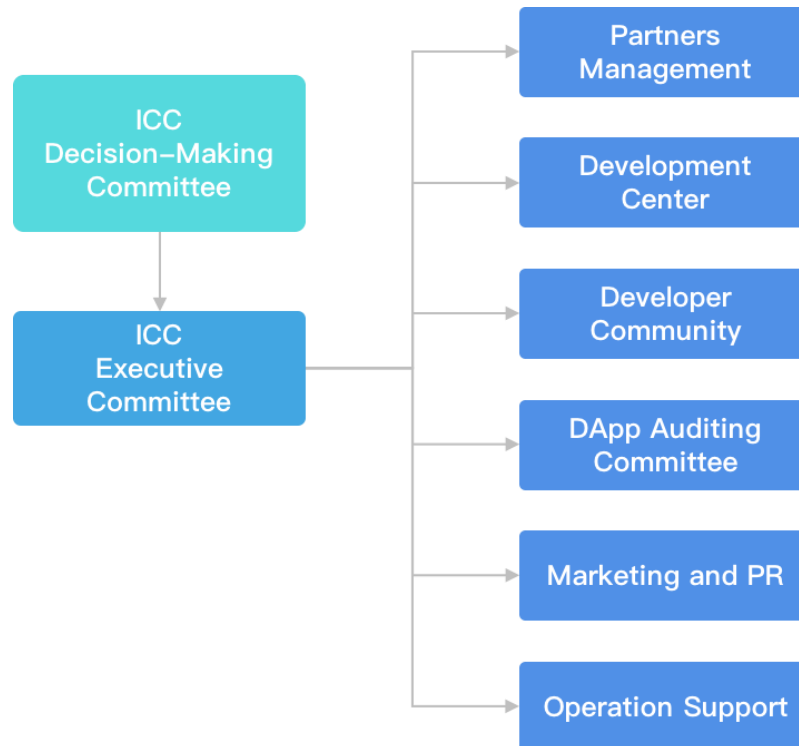 ICC
Decision–Making
Committee
ICC
Executive
Committee
Partners
Management
Development
Center
Developer
Community
DApp Auditing
Committee
Marketing and PR
Operation Support